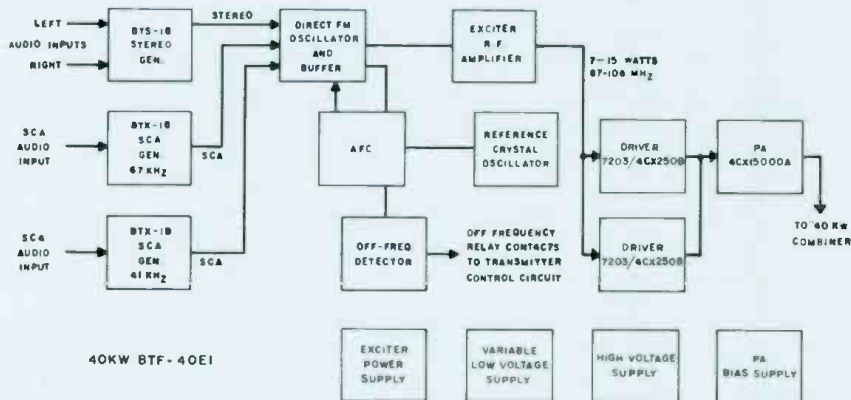 LEFT
AUDIO INPUTS
RIGHT
BTS-1B
STEREO
GEN.
STEREO
DIRECT FM
OSCILLATOR
AND
BUFFER
EXCITER
R.F.
AMPLIFIER
7-15 WATTS
87-108 MHZ
SCA
AUDIO
INPUT
BTX-1B
SCA
GEN.
67 KHZ
SCA
AFC
REFERENCE
CRYSTAL
OSCILLATOR
DRIVER
7203/4CX250B
PA
4CX15000A
TO 40 KW
COMBINER
SCA
AUDIO
INPUT
BTX-1B
SCA
GEN.
41 KHZ
SCA
OFF-FREQ
DETECTOR
OFF FREQUENCY
RELAY CONTACTS
TO TRANSMITTER
CONTROL CIRCUIT
DRIVER
7203/4CX250B
40KW BTF-40E1
EXCITER
POWER
SUPPLY
VARIABLE
LOW VOLTAGE
SUPPLY
HIGH VOLTAGE
SUPPLY
PA
BIAS SUPPLY